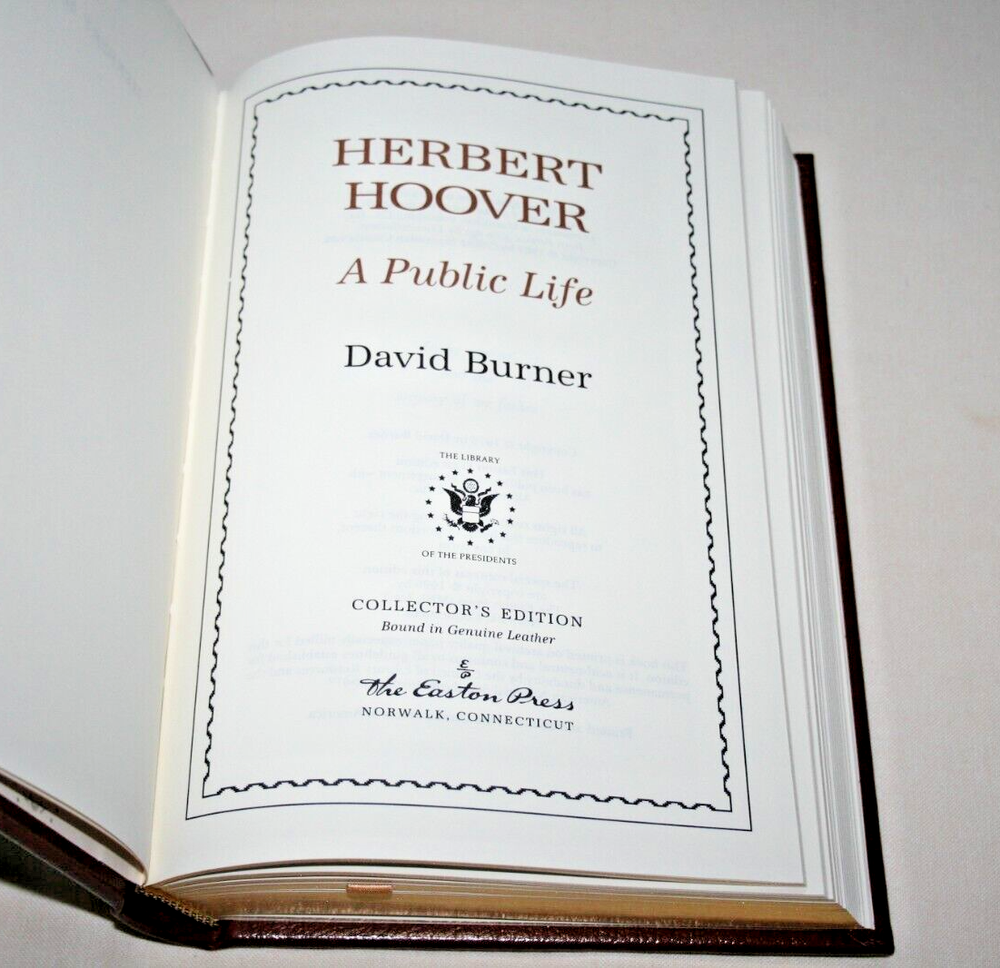 HERBERT
HOOVER
A Public Life
David Burner
THE LIBRARY
OF THE PRESIDENTS
COLLECTOR'S EDITION
Bound in Genuine Leather
EP
The Easton Press
NORWALK, CONNECTICUT